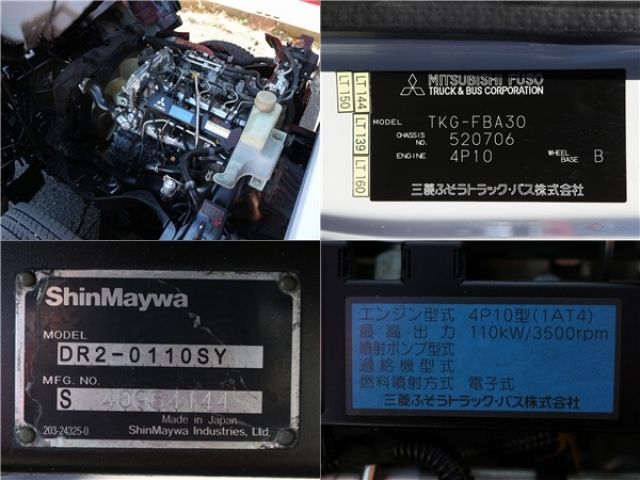 MITSUBISHI FUSO
TRUCK & BUS CORPORATION
LT 150
LT 144
LT 139
LT 160
MODEL TKG-FBA30
CHASSIS NO. 520706
ENGINE 4P10 WHEEL BASE B
三菱ふそうトラック・バス株式会社
ShinMaywa
MODEL
DR2-0110SY
MFG. NO.
S
Made in Japan
203-24325-0 ShinMaywa Industries, Ltd.
エンジン型式 4P10型(1AT4)
最高出力 110kW/3500rpm
噴射ポンプ型式
過給機型式
燃料噴射方式 電子式
三菱ふそうトラック・バス株式会社